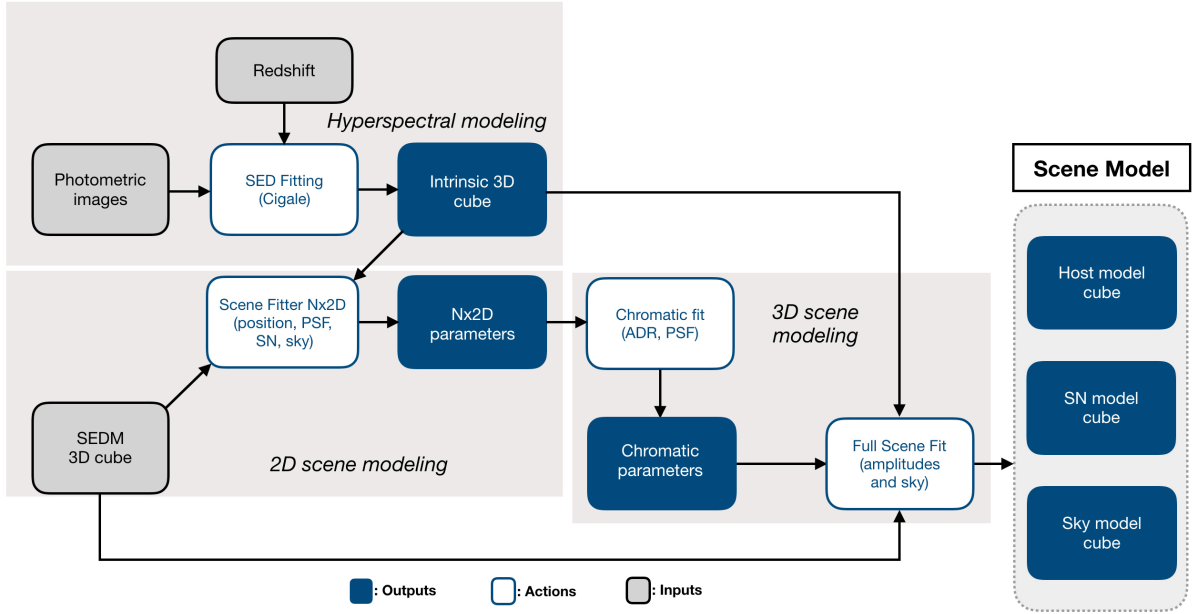 Redshift
Hyperspectral modeling
Photometric
images
SED Fitting
(Cigale)
Intrinsic 3D
cube
Scene Model
Scene Fitter Nx2D
(position, PSF,
SN, sky)
Nx2D
parameters
Chromatic fit
(ADR, PSF)
3D scene
modeling
Host model
cube
SEDM
3D cube
2D scene modeling
Chromatic
parameters
Full Scene Fit
(amplitudes
and sky)
SN model
cube
Sky model
cube
: Outputs
: Actions
: Inputs